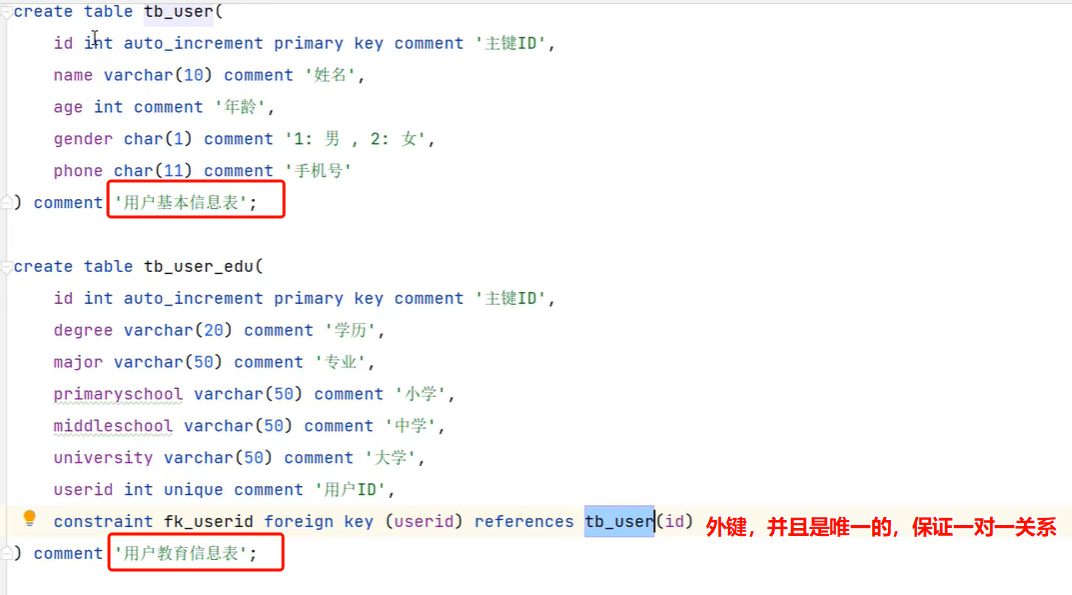 create table tb_user(
id int auto_increment primary key comment '主键ID',
name varchar(10) comment '姓名',
age int comment '年龄',
gender char(1) comment '1: 男 , 2: 女',
phone char(11) comment '手机号'
) comment '用户基本信息表';
create table tb_user_edu(
id int auto_increment primary key comment '主键ID',
degree varchar(20) comment '学历',
major varchar(50) comment '专业',
primaryschool varchar(50) comment '小学',
middleschool varchar(50) comment '中学',
university varchar(50) comment '大学',
userid int unique comment '用户ID',
constraint fk_userid foreign key (userid) references tb_user(id) 外键，并且是唯一的，保证一对一关系
) comment '用户教育信息表';